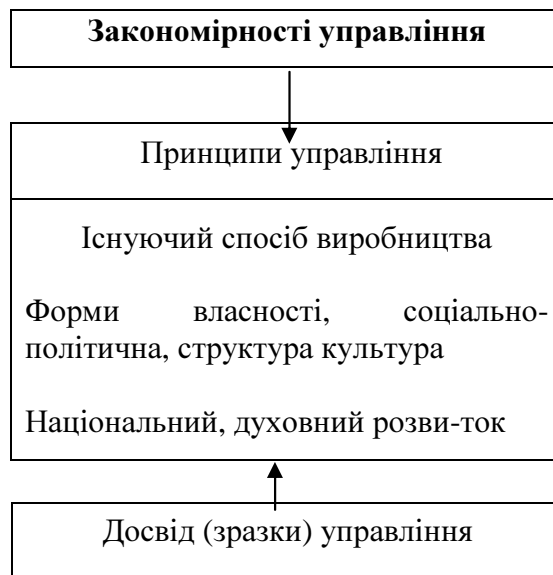 Закономірності управління
Принципи управління
Існуючий спосіб виробництва
Форми власності, соціально-
політична, структура культура
Національний, духовний розви-ток
Досвід (зразки) управління